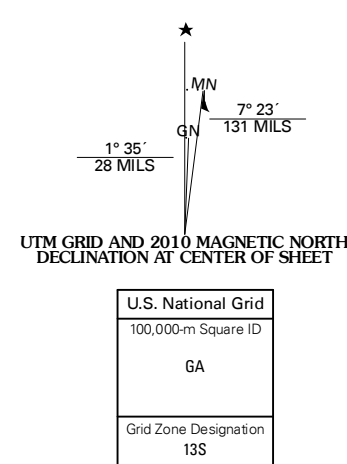 MN
GN
7° 23´
131 MILS
1° 35´
28 MILS
UTM GRID AND 2010 MAGNETIC NORTH
DECLINATION AT CENTER OF SHEET
U.S. National Grid
100,000-m Square ID
GA
Grid Zone Designation
13S